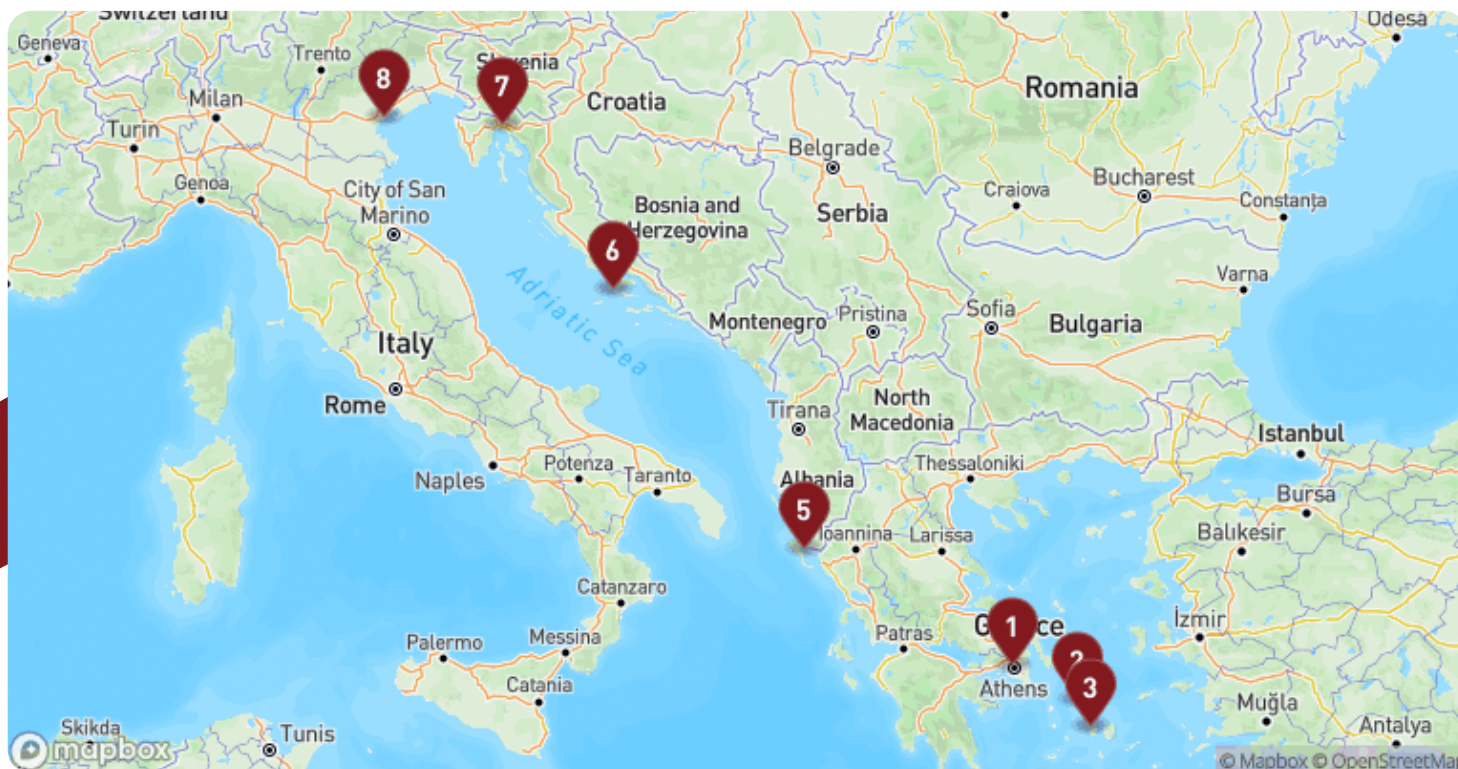 Switzerland
Odesa
Geneva
Trento
Slovenia
8
7
Romania
Milan
Croatia
Turin
Belgrade
Genoa
City of San
Marino
Craiova
Bucharest
Constanța
Bosnia and
Herzegovina
Serbia
6
Varna
Adriatic Sea
Montenegro
Pristina
Sofia
Bulgaria
Italy
Rome
Tirana
North
Macedonia
Istanbul
Naples
Potenza
Taranto
Albania
Thessaloniki
Bursa
5
Ioannina
Larissa
Balıkesir
Catanzaro
Palermo
Messina
Patras
Greece
1
İzmir
2
3
Catania
Athens
Muğla
Antalya
Skikda
Tunis
mapbox
© Mapbox © OpenStreetMap